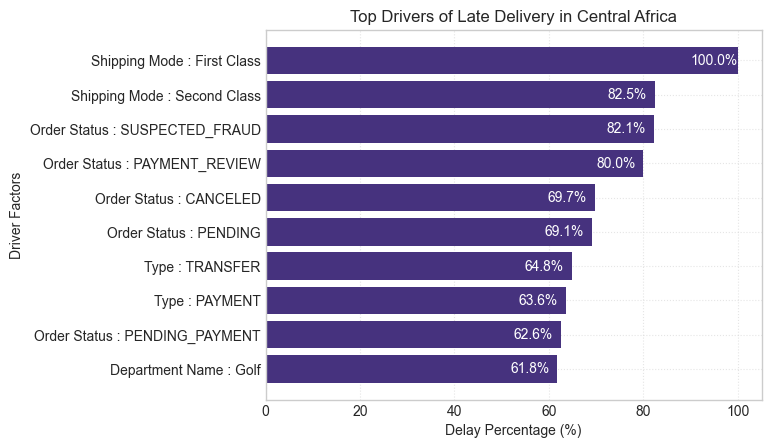 Top Drivers of Late Delivery in Central Africa
Driver Factors
Shipping Mode : First Class 100.0%
Shipping Mode : Second Class 82.5%
Order Status : SUSPECTED_FRAUD 82.1%
Order Status : PAYMENT_REVIEW 80.0%
Order Status : CANCELED 69.7%
Order Status : PENDING 69.1%
Type : TRANSFER 64.8%
Type : PAYMENT 63.6%
Order Status : PENDING_PAYMENT 62.6%
Department Name : Golf 61.8%
0 20 40 60 80 100
Delay Percentage (%)